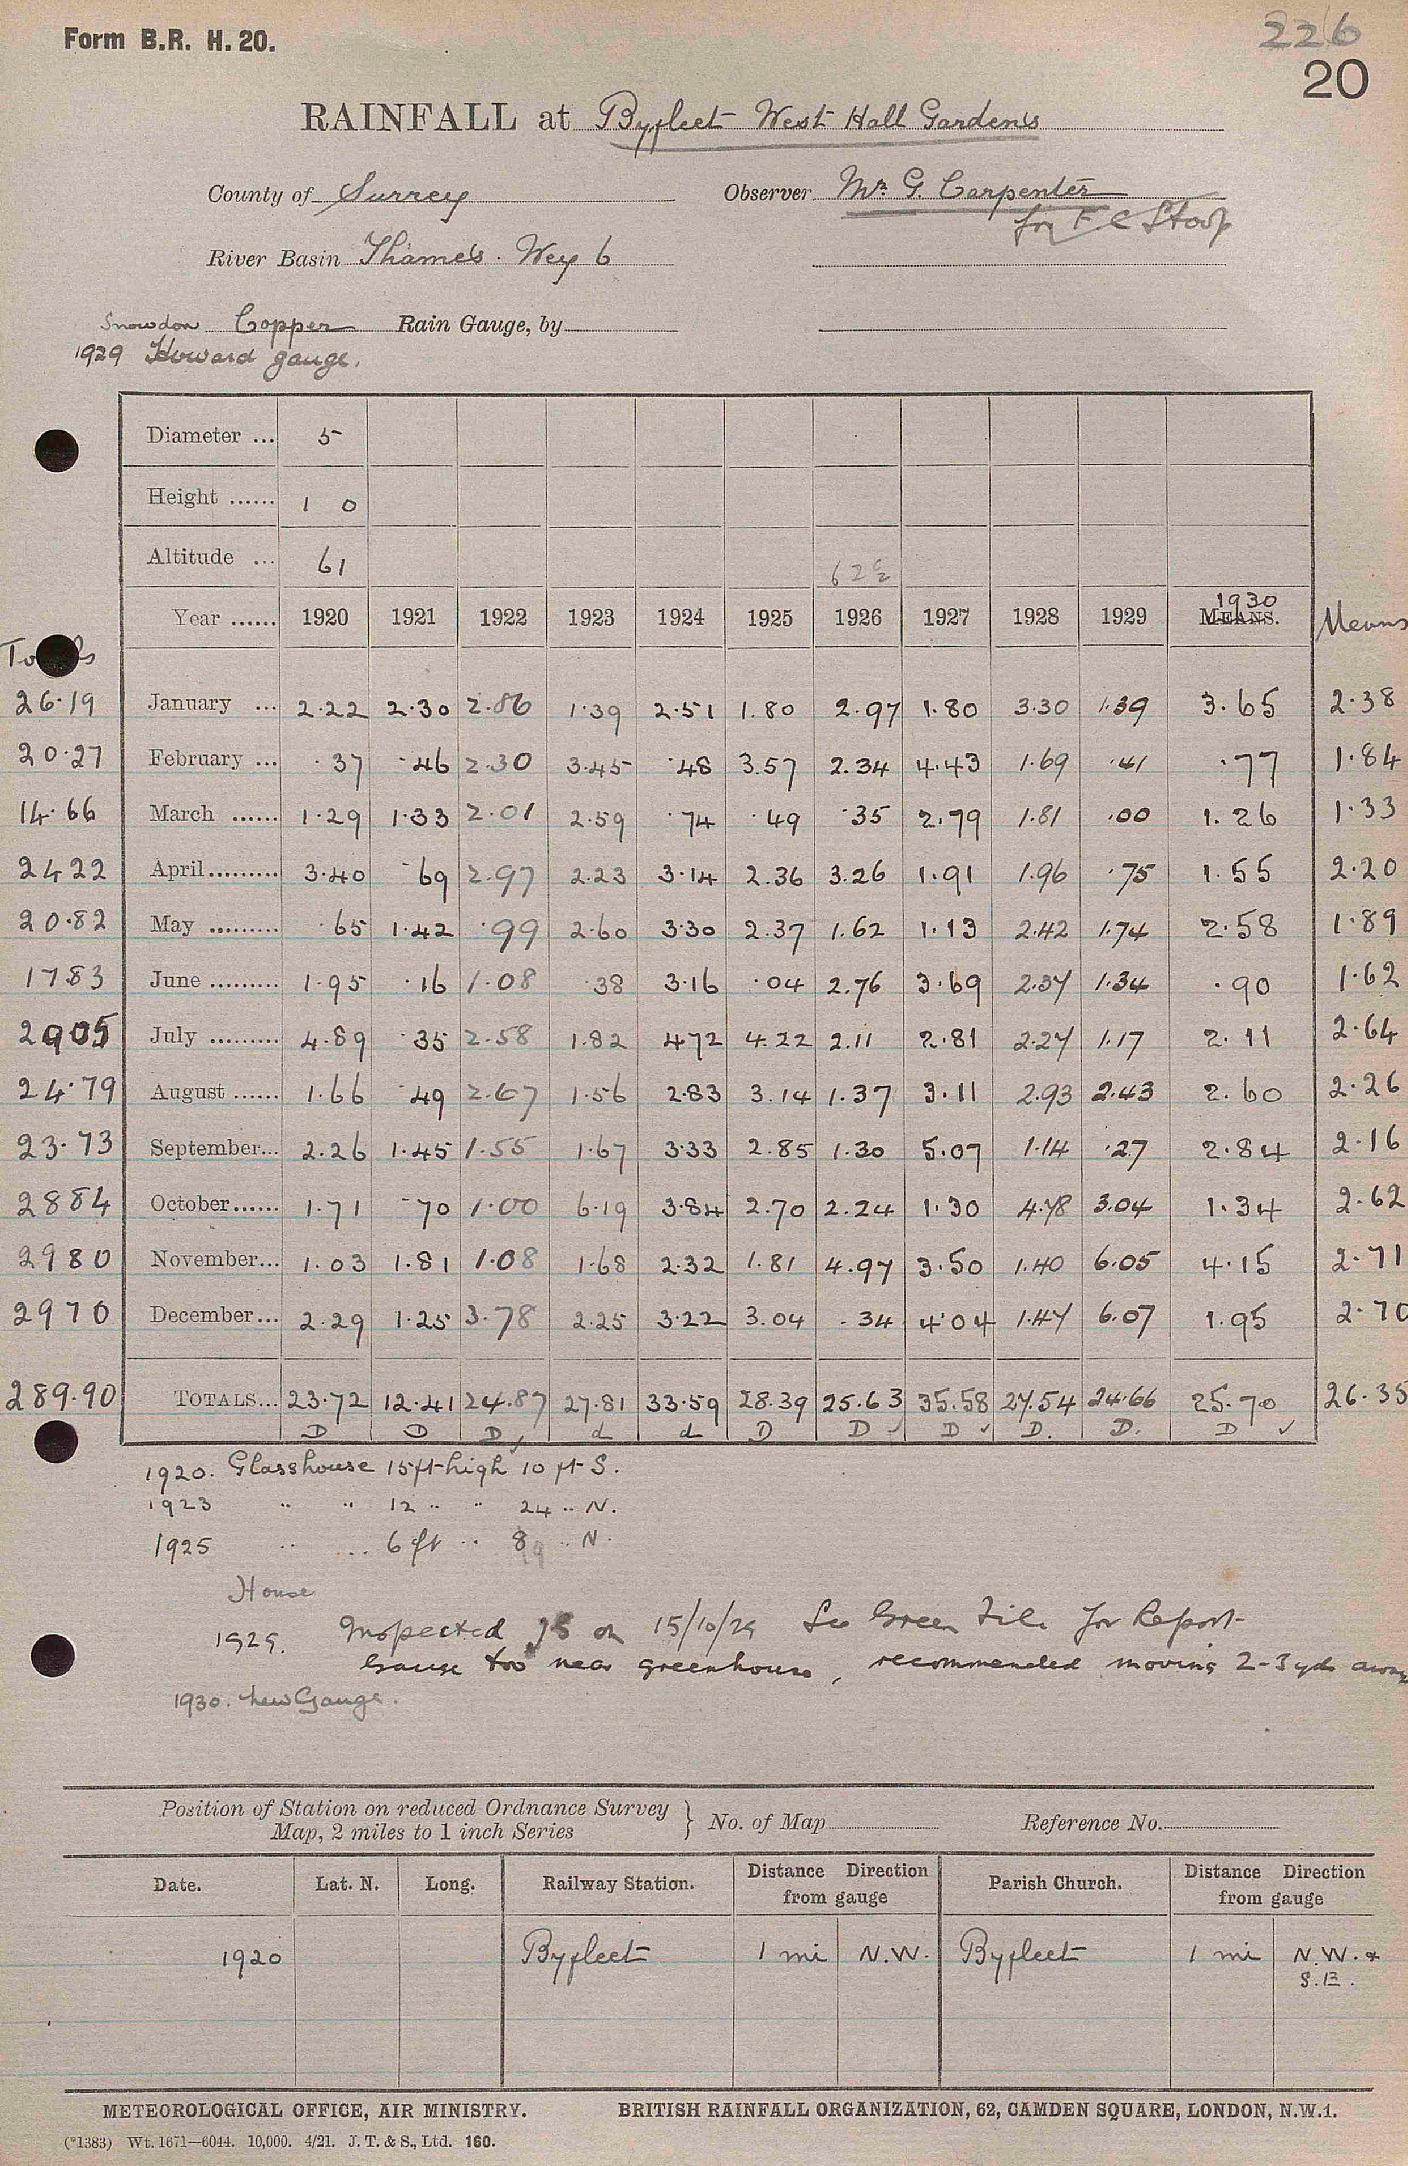 Form B.R. H. 20.
226
20
RAINFALL at Byfleet West Hall Gardens
County of Surrey Observer Mr. G. Carpenter
for F C Stoop
River Basin Thames. Wey 6
Snowdon Copper Rain Gauge, by
1929 Howard gauge.
Diameter ... 5
Height ...... 1 0
Altitude ... 61 62
Year ...... 1920 1921 1922 1923 1924 1925 1926 1927 1928 1929 1930 MEANS. Means
Totals
26.19 January ... 2.22 2.30 2.86 1.39 2.51 1.80 2.97 1.80 3.30 1.39 3.65 2.38
20.27 February ... .37 .46 2.30 3.45 .48 3.57 2.34 4.43 1.69 .41 .77 1.84
14.66 March ...... 1.29 1.33 2.01 2.59 .74 .49 .35 2.79 1.81 .00 1.26 1.33
2422 April......... 3.40 .69 2.97 2.23 3.14 2.36 3.26 1.91 1.96 .75 1.55 2.20
20.82 May ......... .65 1.42 .99 2.60 3.30 2.37 1.62 1.13 2.42 1.74 2.58 1.89
1783 June ......... 1.95 .16 1.08 .38 3.16 .04 2.76 3.69 2.37 1.34 .90 1.62
2905 July ......... 4.89 .35 2.58 1.82 4.72 4.22 2.11 2.81 2.27 1.17 2.11 2.64
24.79 August ...... 1.66 .49 2.67 1.56 2.83 3.14 1.37 3.11 2.93 2.43 2.60 2.26
23.73 September... 2.26 1.45 1.55 1.67 3.33 2.85 1.30 5.07 1.14 .27 2.84 2.16
2884 October...... 1.71 .70 1.00 6.19 3.84 2.70 2.24 1.30 4.78 3.04 1.34 2.62
2980 November... 1.03 1.81 1.08 1.68 2.32 1.81 4.97 3.50 1.40 6.05 4.15 2.71
2970 December... 2.29 1.25 3.78 2.25 3.22 3.04 .34 4.04 1.47 6.07 1.95 2.70
289.90 TOTALS... 23.72 12.41 24.87 27.81 33.59 28.39 25.63 35.58 27.54 24.66 25.70 26.35
D D D ✓ d d D D ✓ D ✓ D. D. D ✓
1920. Glasshouse 15ft high 10 ft S.
1923 " " 12 " " 24 " N.
1925 " ... 6 ft " 8 " N.
House
1929. Inspected JS on 15/10/29 See Green File for Report
Gauge too near greenhouse, recommended moving 2-3 yds away
1930. New Gauge.
Position of Station on reduced Ordnance Survey Map, 2 miles to 1 inch Series } No. of Map Reference No.
Date. Lat. N. Long. Railway Station. Distance Direction from gauge Parish Church. Distance Direction from gauge
1920 Byfleet 1 mi N.W. Byfleet 1 mi N.W. &
S.E.
METEOROLOGICAL OFFICE, AIR MINISTRY. BRITISH RAINFALL ORGANIZATION, 62, CAMDEN SQUARE, LONDON, N.W.1.
(*1383) Wt. 1671—6044. 10,000. 4/21. J. T. & S., Ltd. 160.